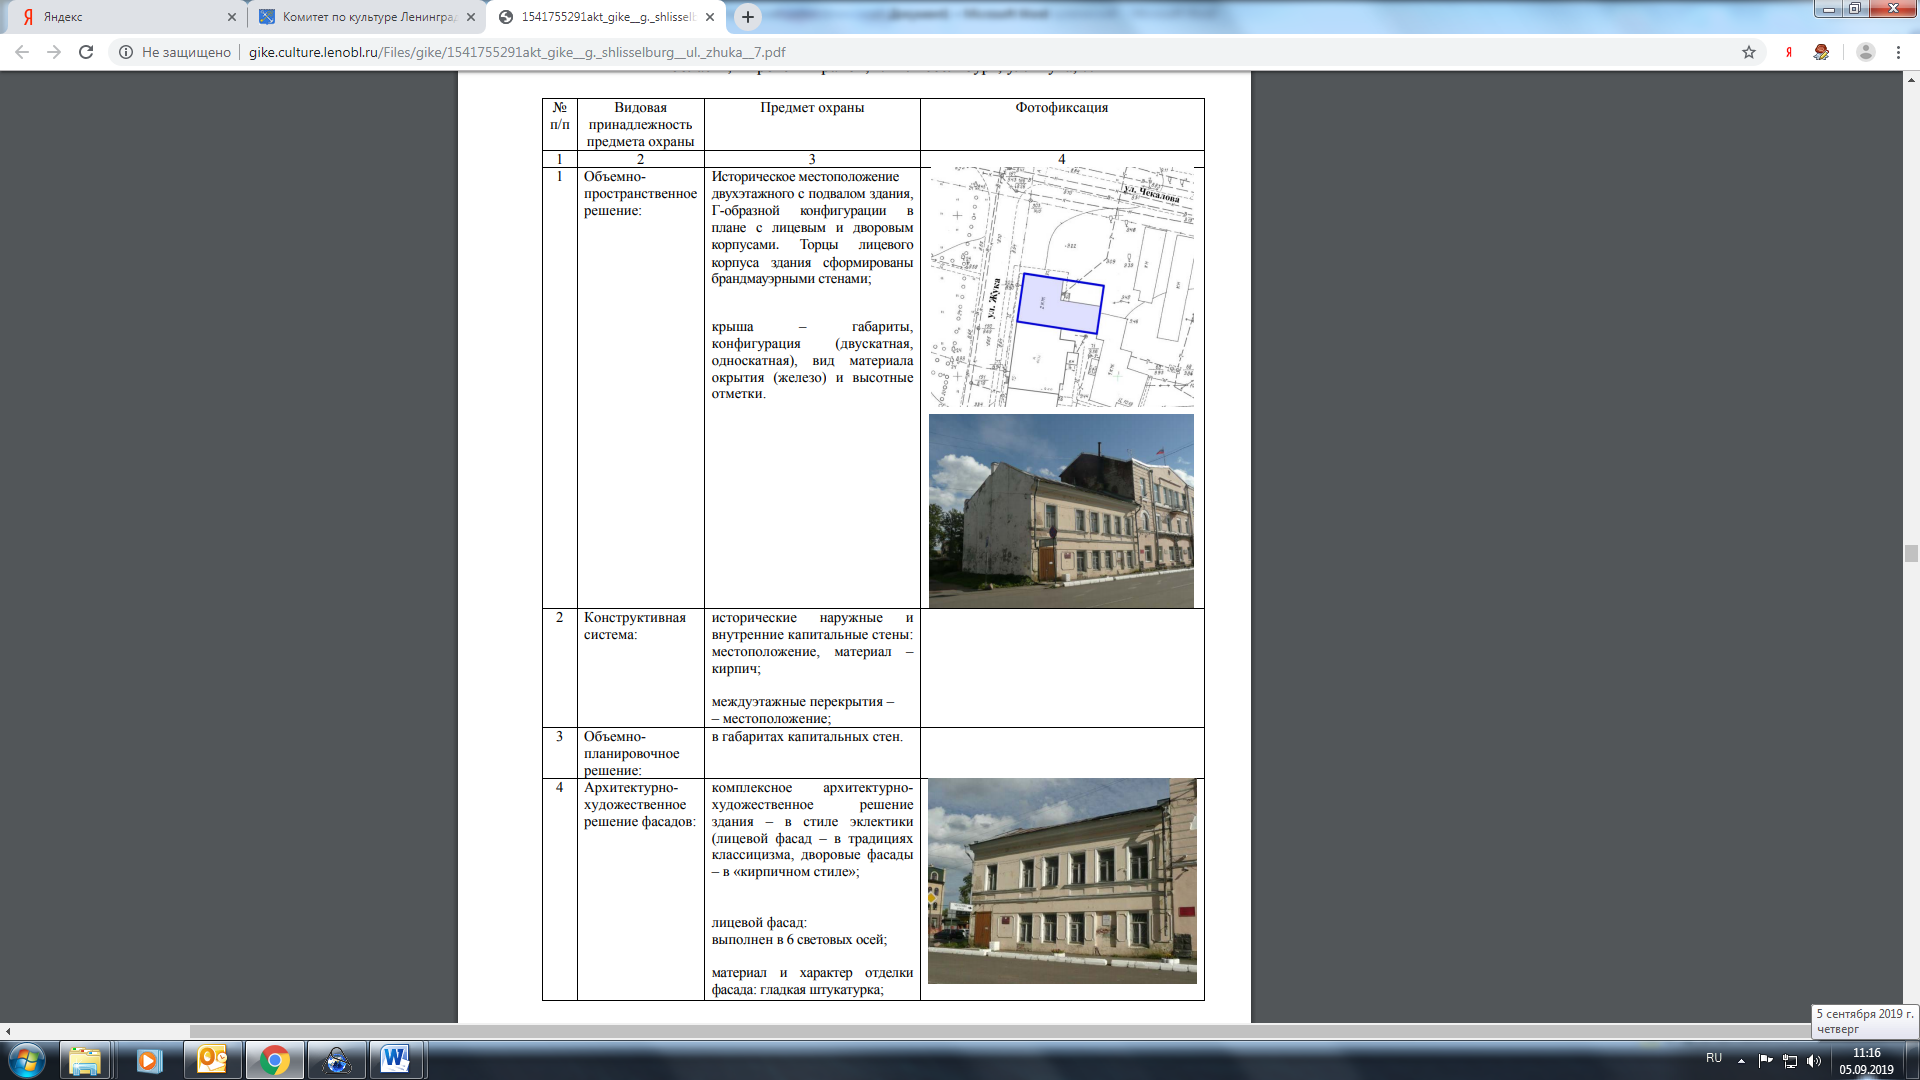 Яндекс
Комитет по культуре Ленинград
1541755291akt_gike__g._shlisselb
Не защищено
gike.culture.lenobl.ru/Files/gike/1541755291akt_gike__g._shlisselburg__ul._zhuka__7.pdf
№ п/п
Видовая принадлежность предмета охраны
Предмет охраны
Фотофиксация
1 2 3 4
1
Объемно-
пространственное
решение:
Историческое местоположение
двухэтажного с подвалом здания,
Г-образной конфигурации в
плане с лицевым и дворовым
корпусами. Торцы лицевого
корпуса здания сформированы
брандмауэрными стенами;
крыша – габариты,
конфигурация (двускатная,
односкатная), вид материала
окрытия (железо) и высотные
отметки.
ул. Чекалова
ул. Жука
2
Конструктивная
система:
исторические наружные и
внутренние капитальные стены:
местоположение, материал –
кирпич;
междуэтажные перекрытия –
– местоположение;
3
Объемно-
планировочное
решение:
в габаритах капитальных стен.
4
Архитектурно-
художественное
решение фасадов:
комплексное архитектурно-
художественное решение
здания – в стиле эклектики
(лицевой фасад – в традициях
классицизма, дворовые фасады
– в «кирпичном стиле»;
лицевой фасад:
выполнен в 6 световых осей;
материал и характер отделки
фасада: гладкая штукатурка;
5 сентября 2019 г.
четверг
RU
11:16
05.09.2019